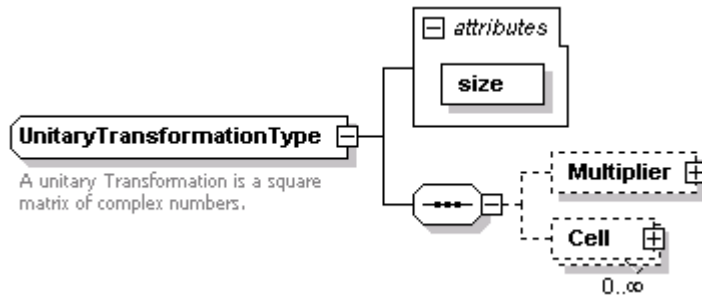 attributes
size
UnitaryTransformationType
A unitary Transformation is a square
matrix of complex numbers.
Multiplier
Cell
0..∞